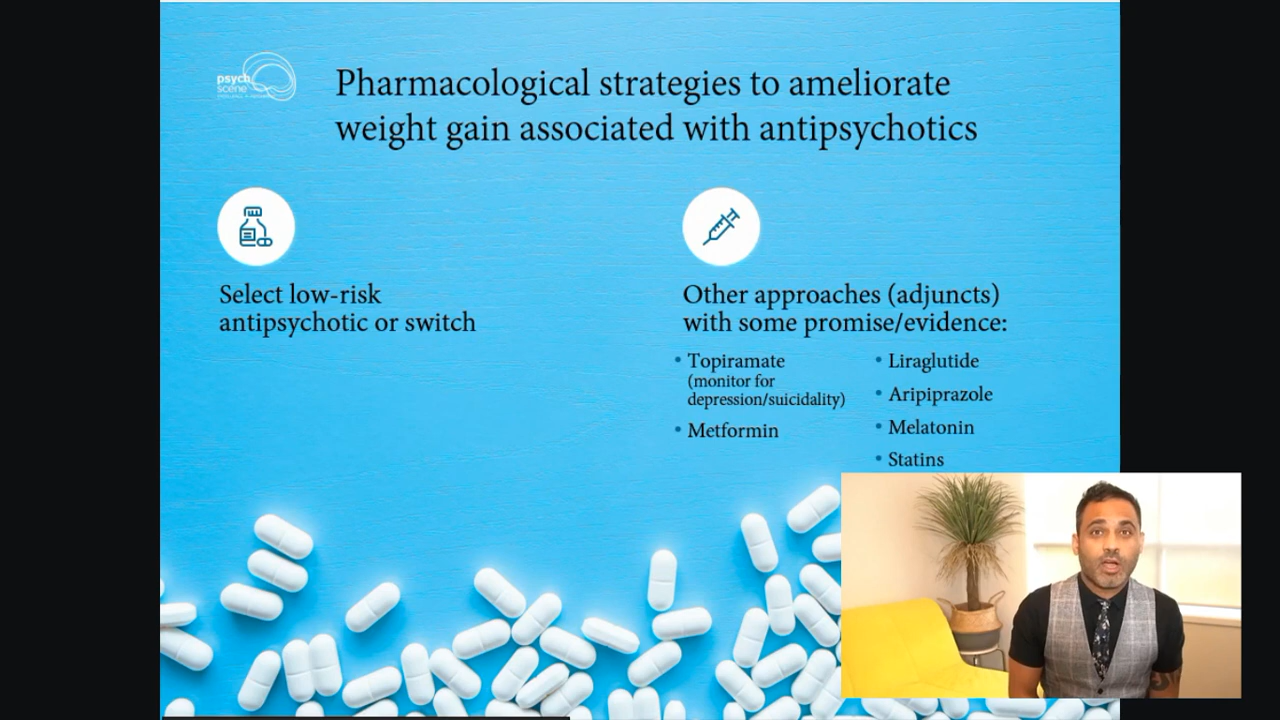 psych
scene
Pharmacological strategies to ameliorate
weight gain associated with antipsychotics
Select low-risk
antipsychotic or switch
Other approaches (adjuncts)
with some promise/evidence:
• Topiramate
(monitor for
depression/suicidality)
• Metformin
• Liraglutide
• Aripiprazole
• Melatonin
• Statins